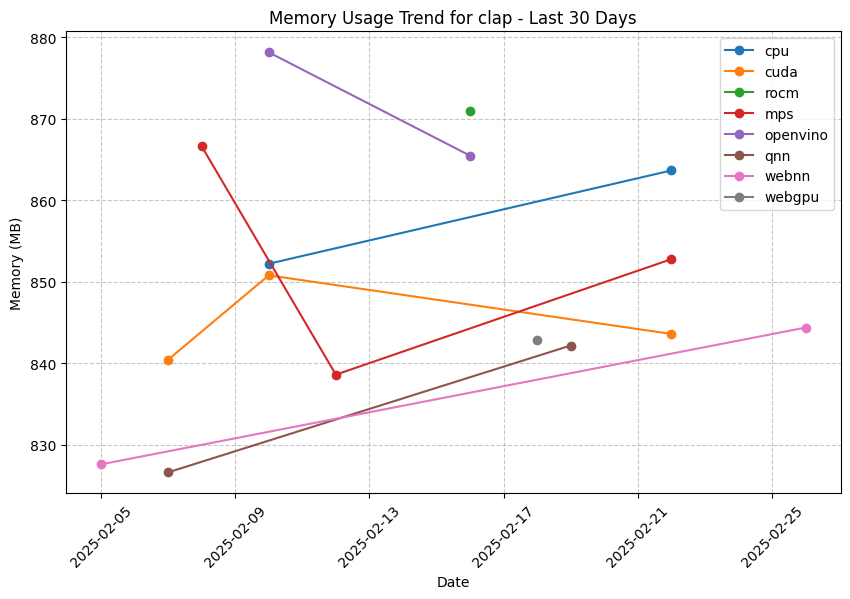 Memory Usage Trend for clap - Last 30 Days
880
870
860
850
840
830
Memory (MB)
cpu
cuda
rocm
mps
openvino
qnn
webnn
webgpu
2025-02-05
2025-02-09
2025-02-13
2025-02-17
2025-02-21
2025-02-25
Date